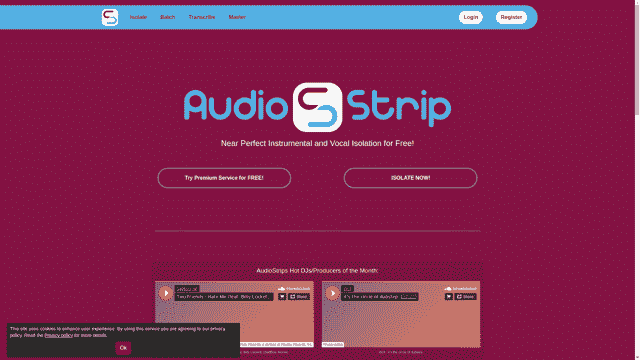 Isolate Batch Transcribe Master
Login Register
Audio Strip
Near Perfect Instrumental and Vocal Isolation for Free!
Try Premium Service for FREE! ISOLATE NOW!
AudioStrips Hot DJs/Producers of the Month:
Share
Share
This site uses cookies to enhance user experience. By using this service you are agreeing to our privacy
policy. Read the Privacy policy for more details.
Ok